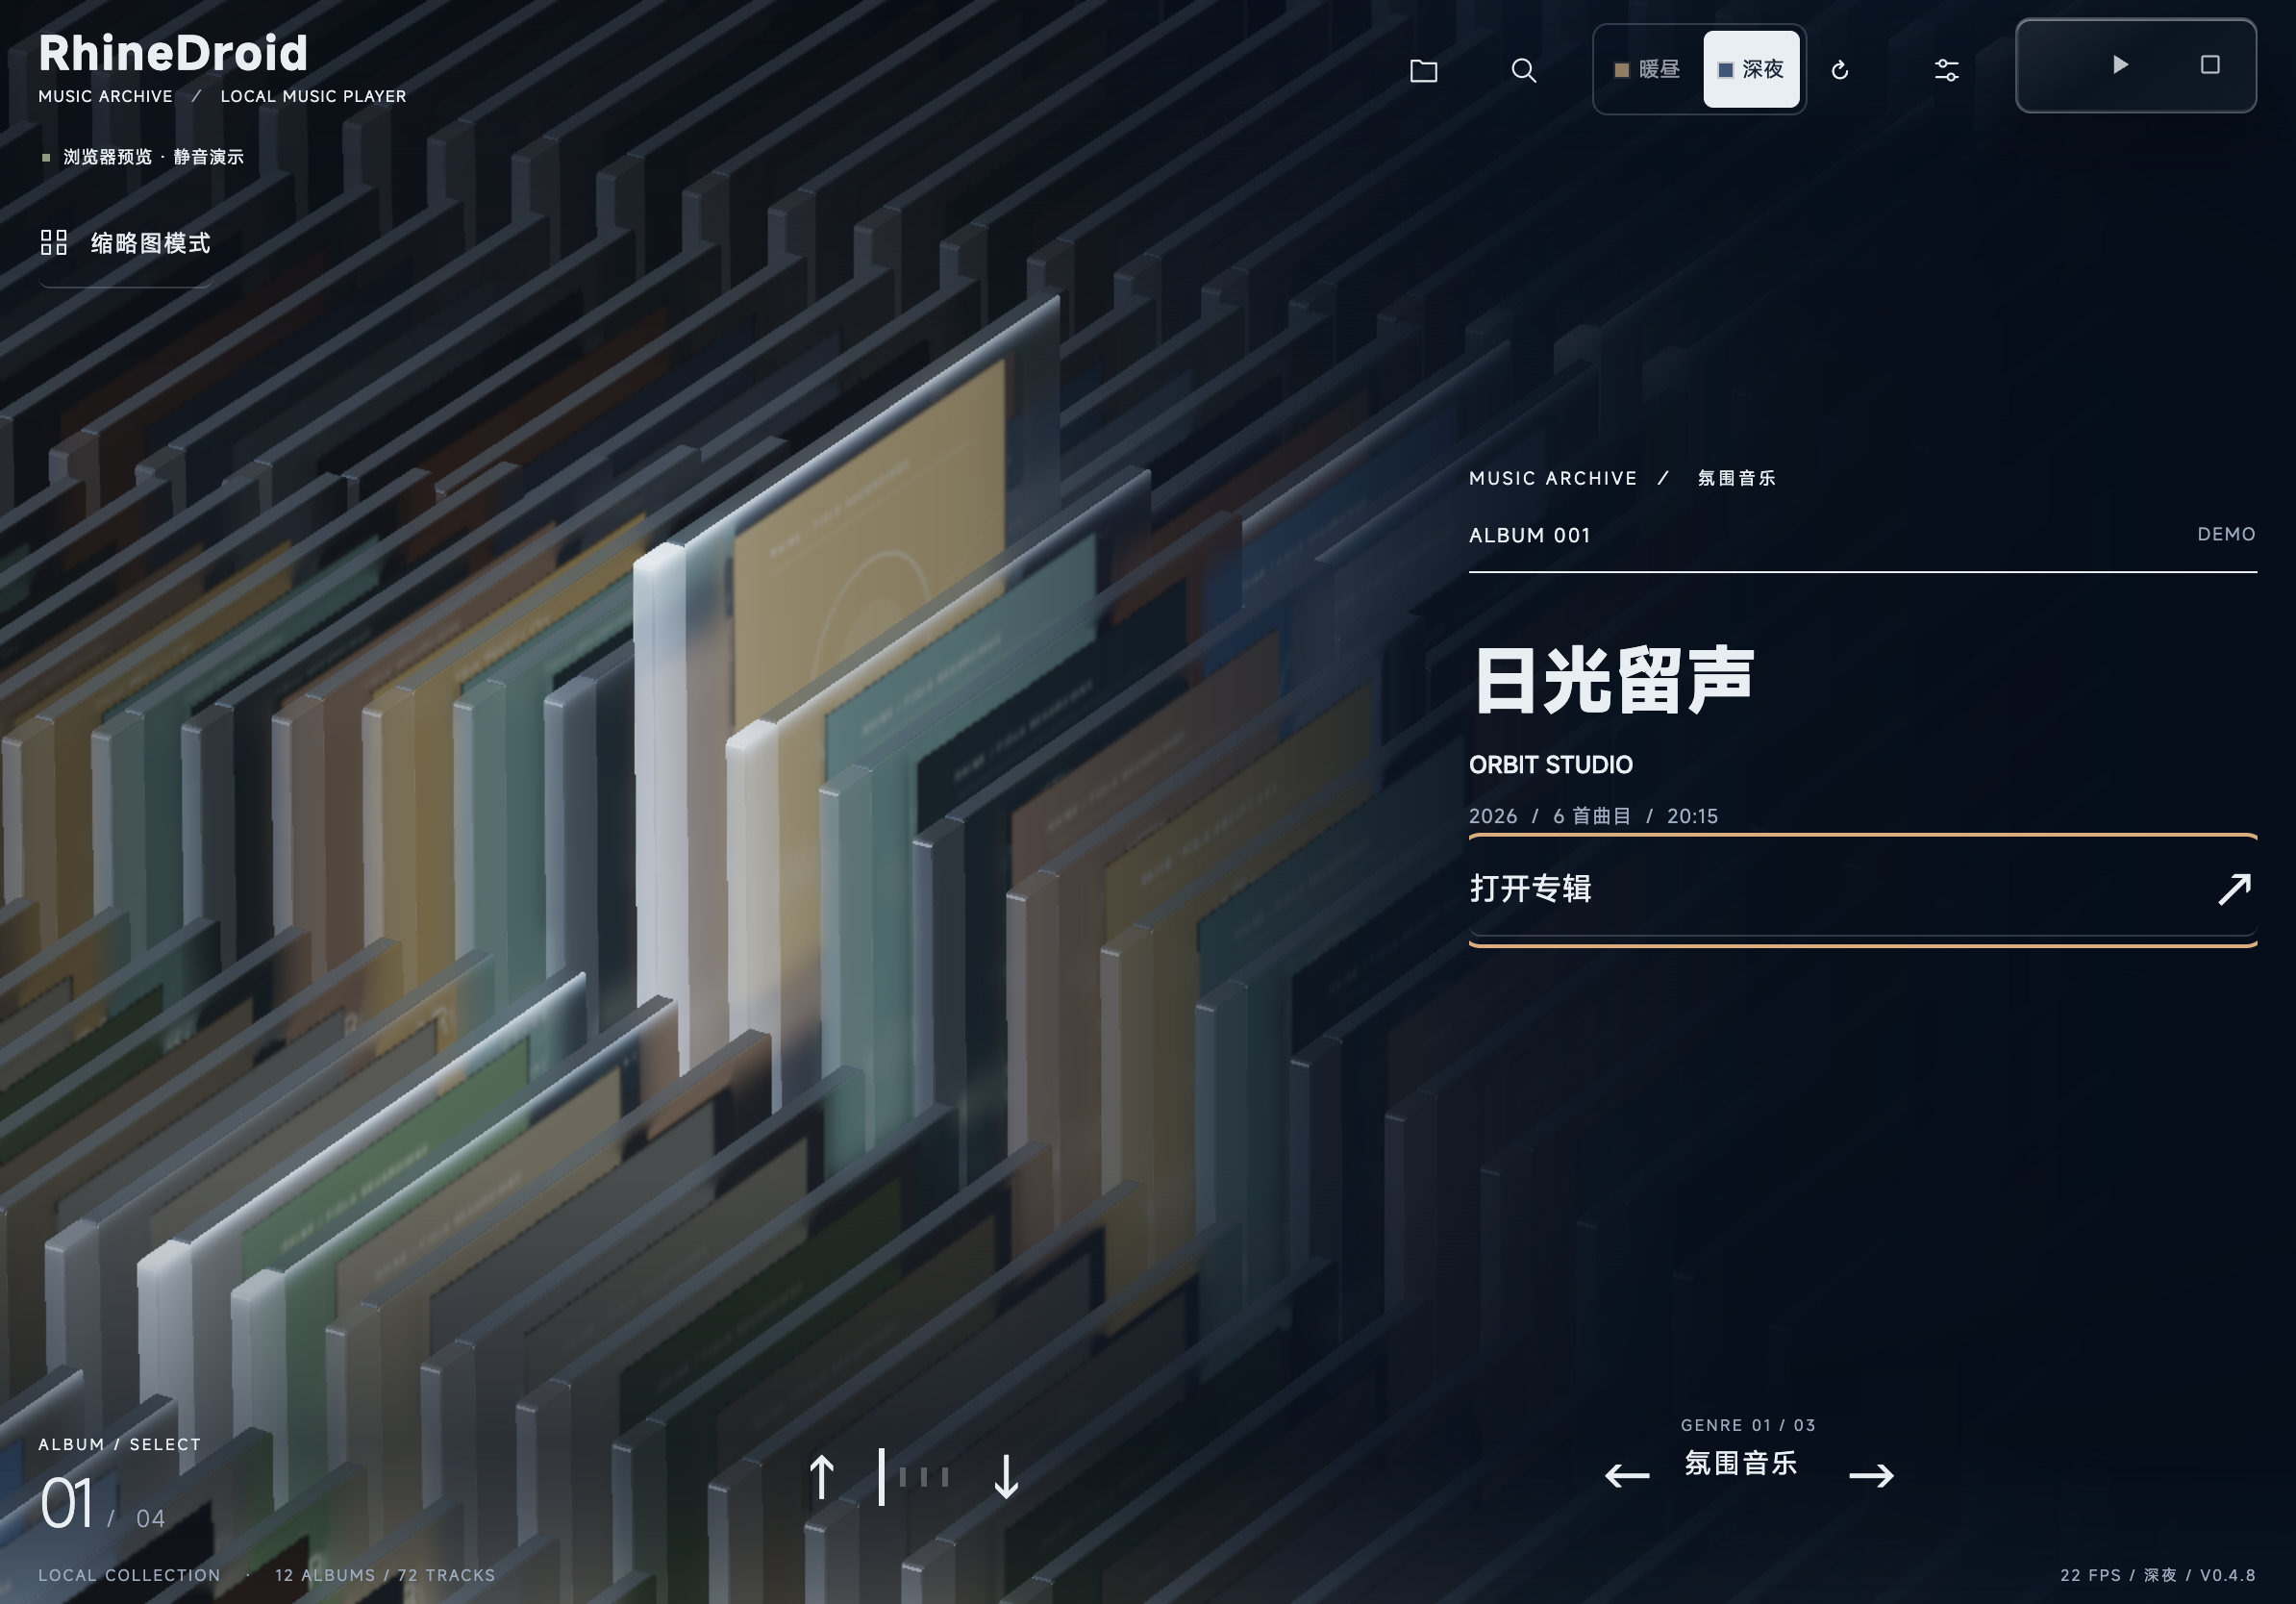 RhineDroid
MUSIC ARCHIVE / LOCAL MUSIC PLAYER
暖昼 深夜
浏览器预览 · 静音演示
缩略图模式
MUSIC ARCHIVE / 氛围音乐
ALBUM 001 DEMO
日光留声
ORBIT STUDIO
2026 / 6 首曲目 / 20:15
打开专辑
ALBUM / SELECT
01 / 04
GENRE 01 / 03
氛围音乐
LOCAL COLLECTION · 12 ALBUMS / 72 TRACKS
22 FPS / 深夜 / V0.4.8